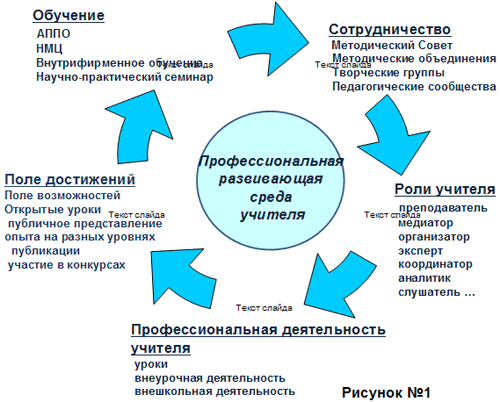 Обучение
АППО
НМЦ
Внутрифирменное обучение
Текст слайда
Научно-практический семинар
Сотрудничество
Методический Совет
Методические объединения
Текст слайда
Творческие группы
Педагогические сообщества
Профессиональная
развивающая
среда
учителя
Роли учителя
преподаватель
Текст слайда
медиатор
организатор
эксперт
координатор
аналитик
слушатель ...
Поле достижений
Поле возможностей
Открытые уроки
Текст слайда
публичное представление
опыта на разных уровнях
публикации
участие в конкурсах
Текст слайда
Профессиональная деятельность
учителя
уроки
внеурочная деятельность
внешкольная деятельность
Рисунок №1